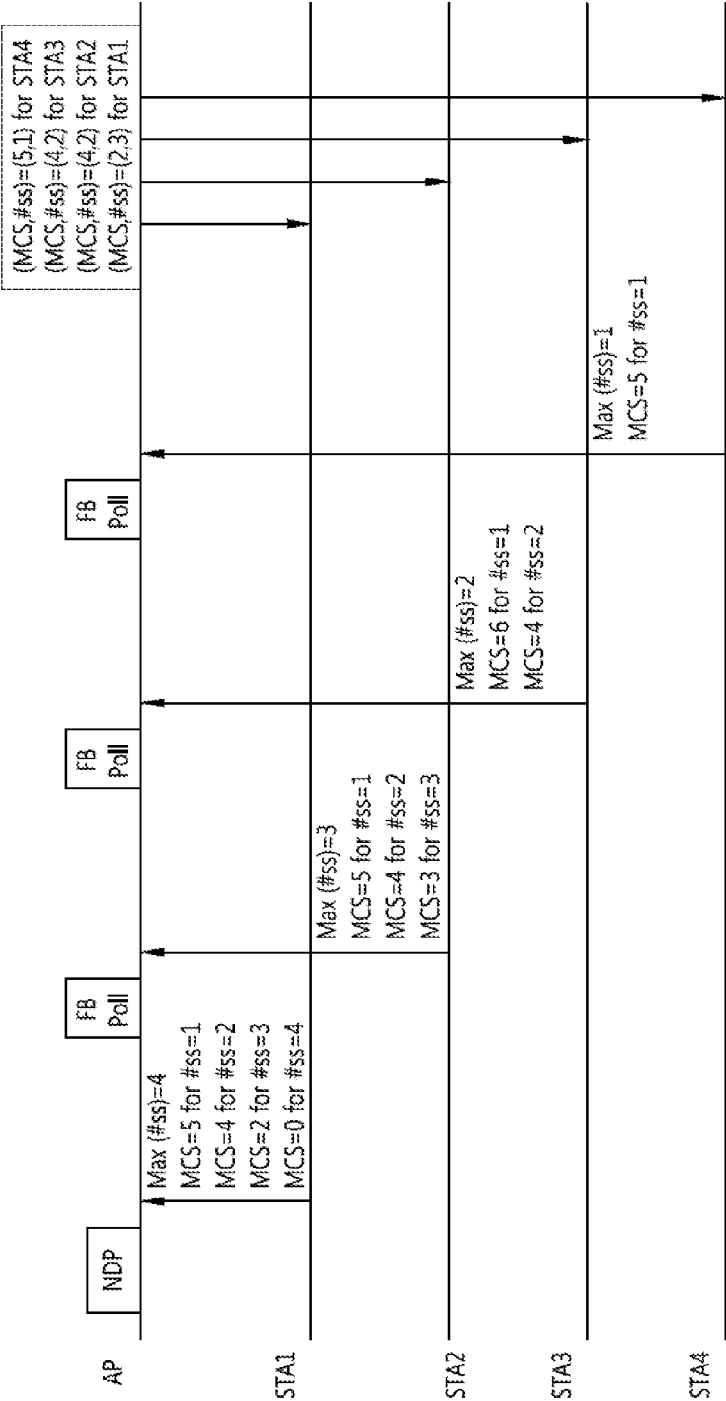 AP
NDP
FB
Poll
FB
Poll
FB
Poll
(MCS,#ss)=(5,1) for STA4
(MCS,#ss)=(4,2) for STA3
(MCS,#ss)=(4,2) for STA2
(MCS,#ss)=(2,3) for STA1
Max (#ss)=4
MCS=5 for #ss=1
MCS=4 for #ss=2
MCS=2 for #ss=3
MCS=0 for #ss=4
STA1
Max (#ss)=3
MCS=5 for #ss=1
MCS=4 for #ss=2
MCS=3 for #ss=3
STA2
Max (#ss)=2
MCS=6 for #ss=1
MCS=4 for #ss=2
STA3
Max (#ss)=1
MCS=5 for #ss=1
STA4